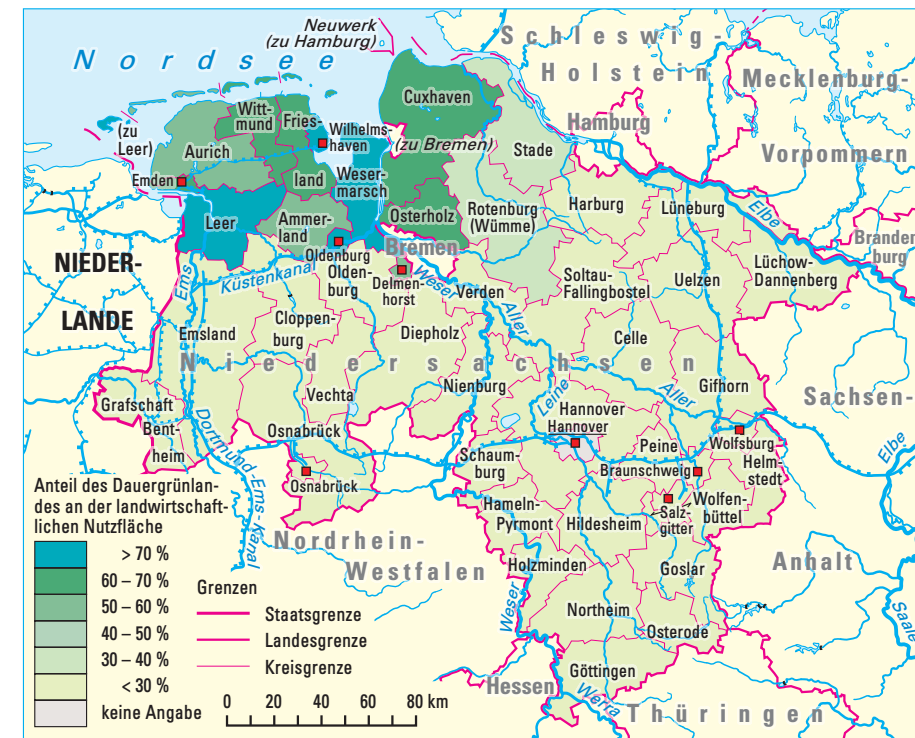 Neuwerk
(zu Hamburg)
Schleswig-
Holstein
Mecklenburg-
Vorpommern
Nordsee
Cuxhaven
Hamburg
Witt-
mund
Fries-
land
Wilhelms-
haven
(zu Bremen)
Stade
(zu
Leer)
Aurich
Emden
Weser-
marsch
Leer
Ammer-
land
Osterholz
Rotenburg
(Wümme)
Harburg
Lüneburg
Elbe
Branden
burg
Bremen
Oldenburg
Olden-
burg
Delmen-
horst
Weser
Verden
Soltau-
Fallingbostel
Uelzen
Lüchow-
Dannenberg
NIEDER-
LANDE
Ems
Küstenkanal
Emsland
Cloppen-
burg
Diepholz
Aller
Celle
Niedersachsen
Vechta
Nienburg
Leine
Aller
Gifhorn
Sachsen-
Anhalt
Grafschaft
Bent-
heim
Dortmund-
Ems-Kanal
Osnabrück
Osnabrück
Hannover
Hannover
Schaum-
burg
Peine
Wolfsburg
Helm-
stedt
Braunschweig
Elbe
Hameln-
Pyrmont
Hildesheim
Salz-
gitter
Wolfen-
büttel
Nordrhein-
Westfalen
Holzminden
Goslar
Weser
Northeim
Osterode
Saale
Göttingen
Hessen
Werra
Thüringen
Anteil des Dauergrünlan-
des an der landwirtschaft-
lichen Nutzfläche
> 70 %
60 – 70 %
50 – 60 %
40 – 50 %
30 – 40 %
< 30 %
keine Angabe
Grenzen
Staatsgrenze
Landesgrenze
Kreisgrenze
0 20 40 60 80 km